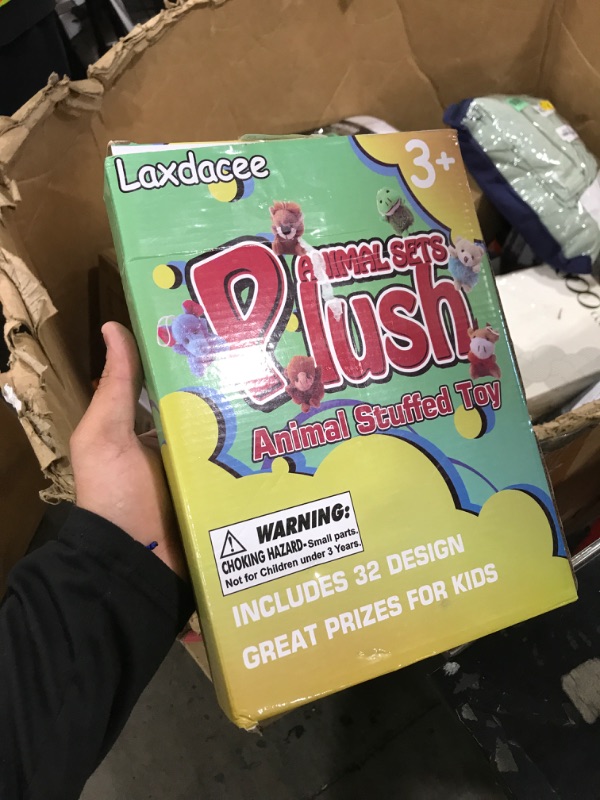 Laxdacee
3+
ANIMAL SETS
Plush
Animal Stuffed Toy
WARNING:
CHOKING HAZARD-Small parts.
Not for Children under 3 Years.
INCLUDES 32 DESIGN
GREAT PRIZES FOR KIDS